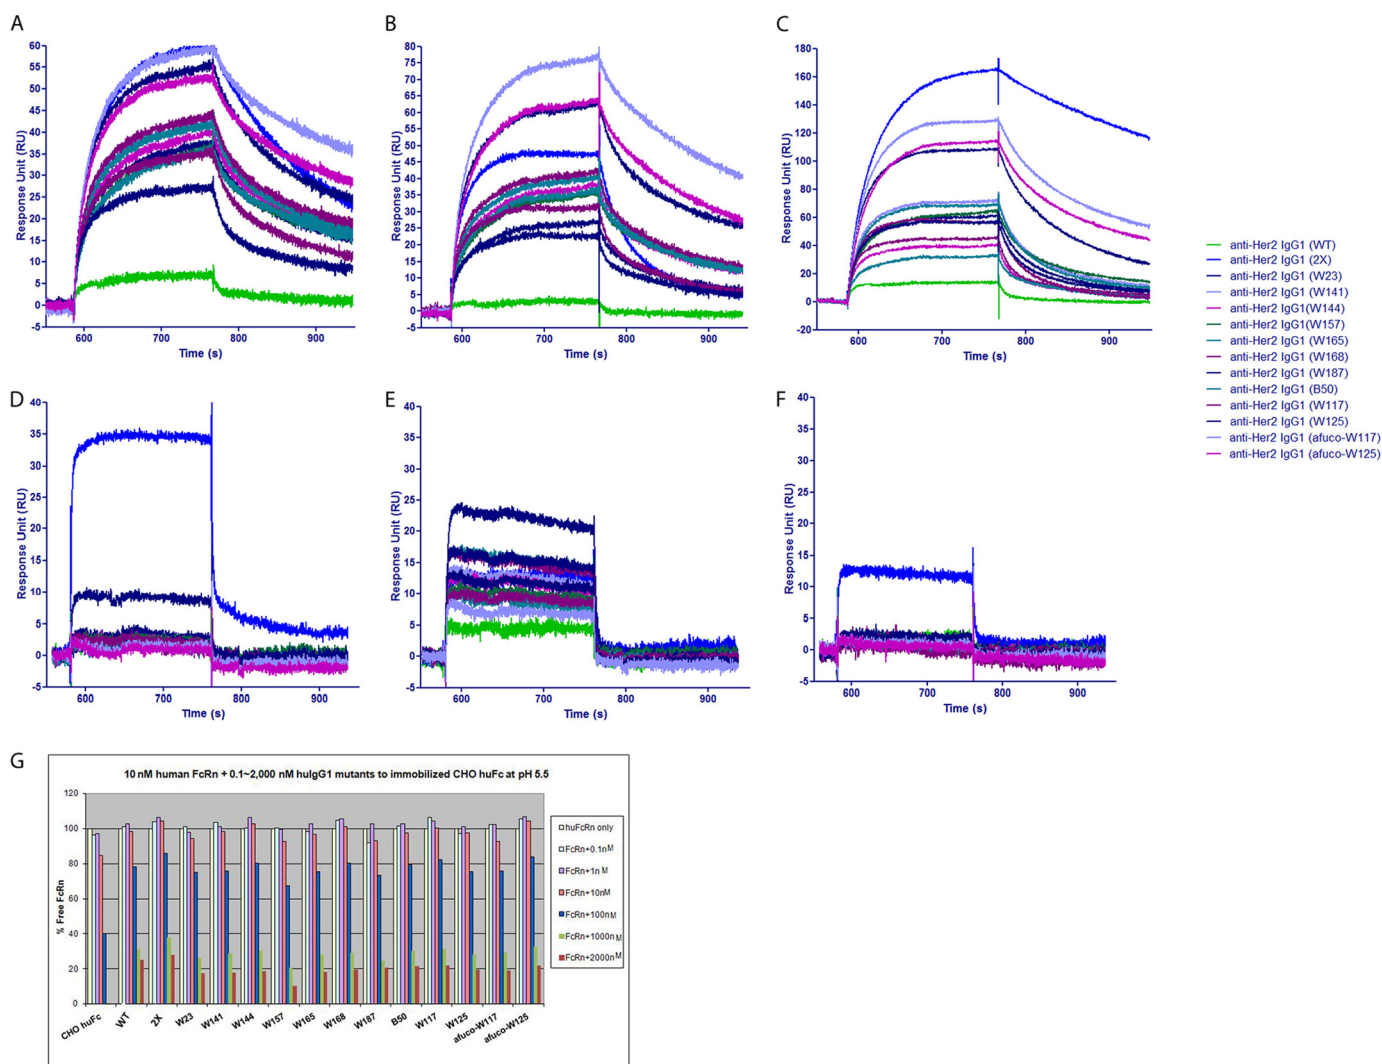 A
B
C
Response Unit (RU)
60
55
50
45
40
35
30
25
20
15
10
5
0
-5
600
700
800
900
Time (s)
Response Unit (RU)
80
75
70
65
60
55
50
45
40
35
30
25
20
15
10
5
0
-5
600
700
800
900
Time (s)
Response Unit (RU)
180
160
140
120
100
80
60
40
20
0
-20
600
700
800
900
Time (s)
anti-Her2 IgG1 (WT)
anti-Her2 IgG1 (2X)
anti-Her2 IgG1 (W23)
anti-Her2 IgG1 (W141)
anti-Her2 IgG1(W144)
anti-Her2 IgG1 (W157)
anti-Her2 IgG1 (W165)
anti-Her2 IgG1 (W168)
anti-Her2 IgG1 (W187)
anti-Her2 IgG1 (B50)
anti-Her2 IgG1 (W117)
anti-Her2 IgG1 (W125)
anti-Her2 IgG1 (afuco-W117)
anti-Her2 IgG1 (afuco-W125)
D
E
F
Response Unit (RU)
40
35
30
25
20
15
10
5
0
-5
600
700
800
900
TIme (s)
Response Unit (RU)
40
35
30
25
20
15
10
5
0
-5
600
700
800
900
Time (s)
Response Unit (RU)
40
35
30
25
20
15
10
5
0
-5
600
700
800
900
Time (s)
G
10 nM human FcRn + 0.1~2,000 nM huIgG1 mutants to immobilized CHO huFc at pH 5.5
% Free FcRn
120
100
80
60
40
20
0
CHO huFc
WT
2X
W23
W141
W144
W157
W165
W168
W187
B50
W117
W125
afuco-W117
afuco-W125
huFcRn only
FcRn+0.1nM
FcRn+1nM
FcRn+10nM
FcRn+100nM
FcRn+1000nM
FcRn+2000nM